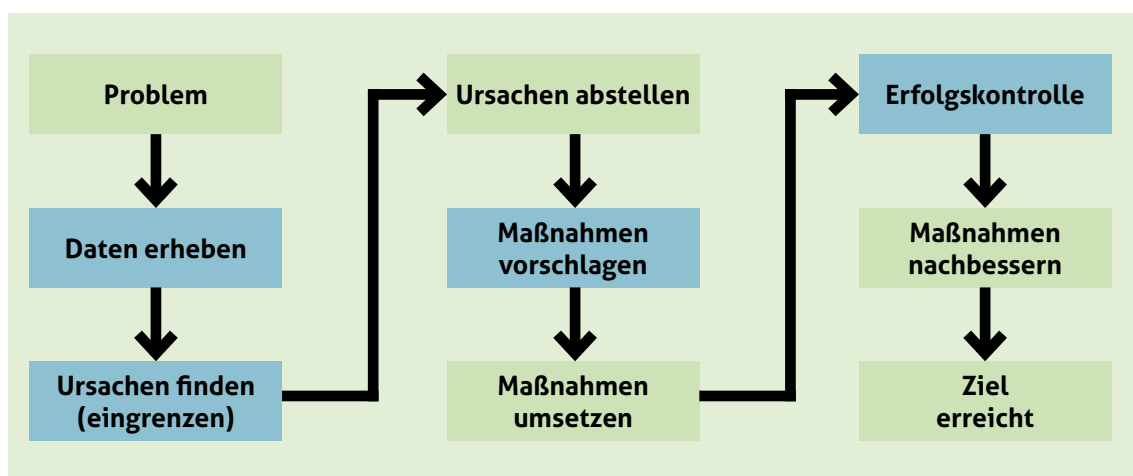 Problem
Daten erheben
Ursachen finden
(eingrenzen)
Ursachen abstellen
Maßnahmen
vorschlagen
Maßnahmen
umsetzen
Erfolgskontrolle
Maßnahmen
nachbessern
Ziel
erreicht